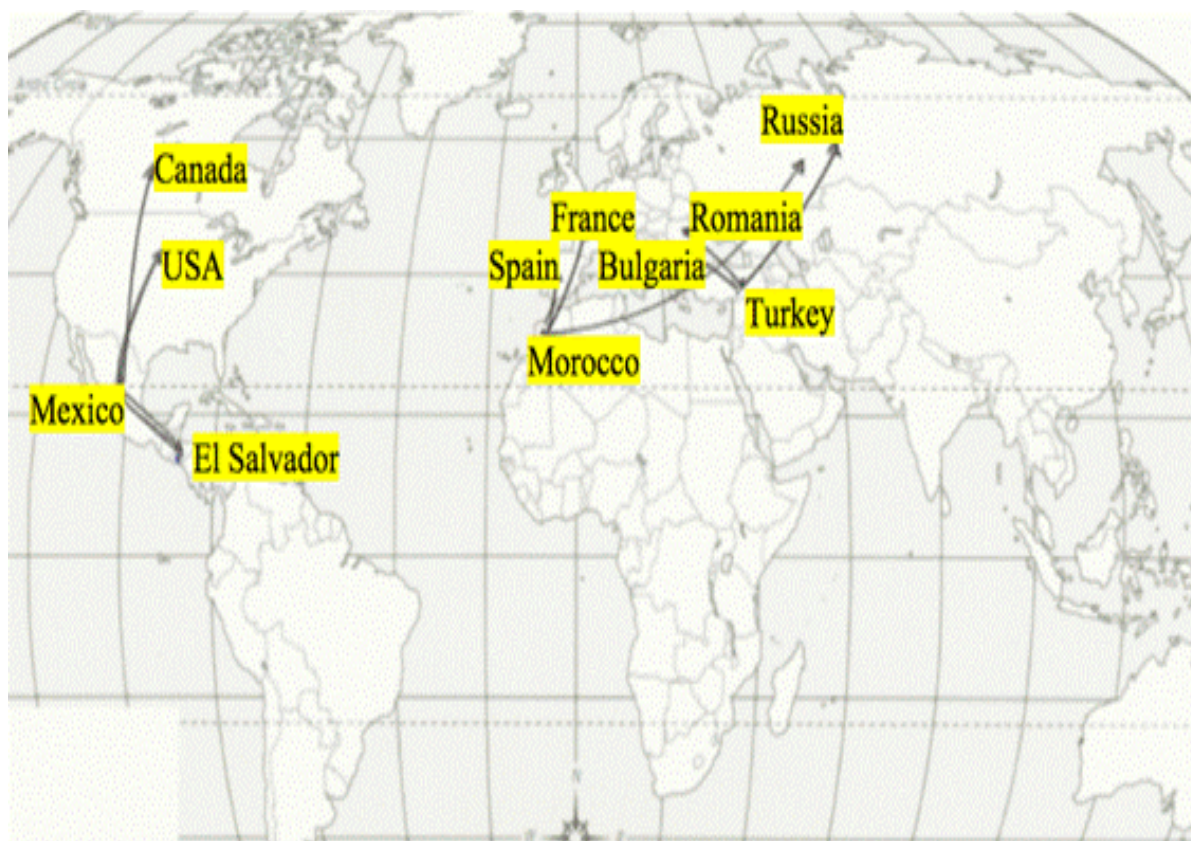 Russia
Canada
France
Romania
USA
Spain
Bulgaria
Turkey
Morocco
Mexico
El Salvador
N